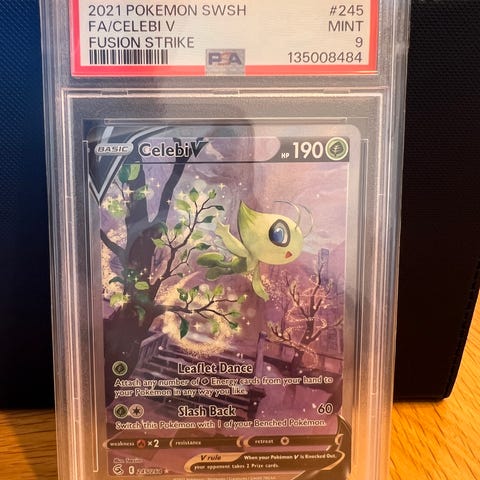 2021 POKEMON SWSH #245
FA/CELEBI V MINT
FUSION STRIKE 9
PSA 135008484
BASIC Celebi V HP 190
Leaflet Dance
Attach any number of Energy cards from your hand to
your Pokémon in any way you like.
Slash Back 60
Switch this Pokémon with 1 of your Benched Pokémon.
weakness ×2 resistance retreat
V rule When your Pokémon V is Knocked Out,
your opponent takes 2 Prize cards.
245/264